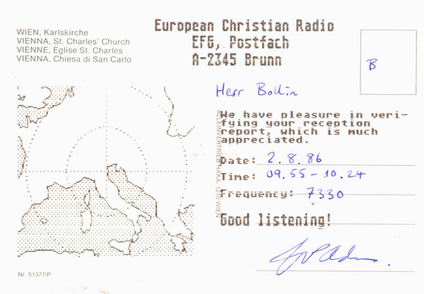 WIEN, Karlskirche
VIENNA, St. Charles' Church
VIENNE, Eglise St. Charles
VIENNA, Chiesa di San Carlo
European Christian Radio
EFG, Postfach
A-2345 Brunn
B
Herr Bollin
We have pleasure in veri-
fying your reception
report, which is much
appreciated.
Date: 2.8.86
Time: 09.55-10.24
Frequency: 7330
Good listening!
Nr. 51377/P